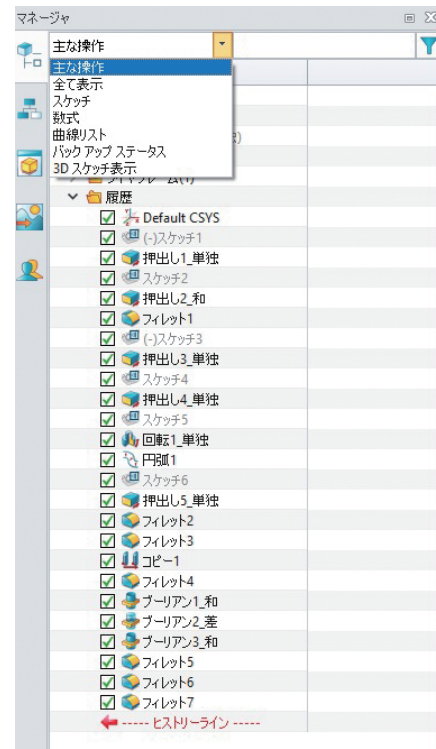 マネージャ
主な操作
主な操作
全て表示
スケッチ
数式
曲線リスト
バックアップ ステータス
3D スケッチ表示
履歴
Default CSYS
(-)スケッチ1
押出し1_単独
スケッチ2
押出し2_和
フィレット1
(-)スケッチ3
押出し3_単独
スケッチ4
押出し4_単独
スケッチ5
回転1_単独
円弧1
スケッチ6
押出し5_単独
フィレット2
フィレット3
コピー1
フィレット4
ブーリアン1_和
ブーリアン2_差
ブーリアン3_和
フィレット5
フィレット6
フィレット7
----- ヒストリーライン -----